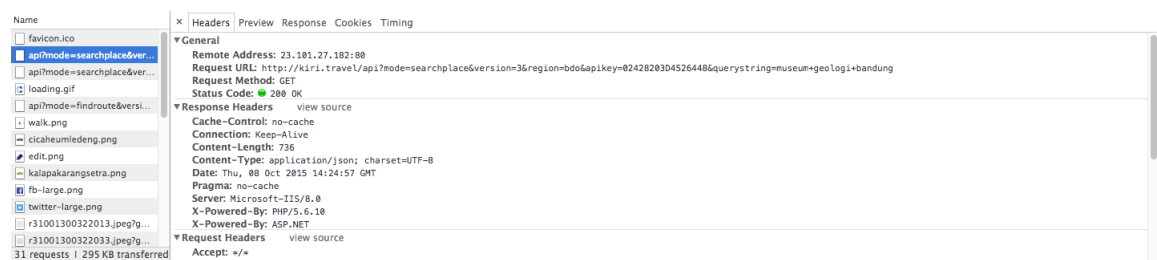 Name
favicon.ico
api?mode=searchplace&ver...
api?mode=searchplace&ver...
loading.gif
api?mode=findroute&versi...
walk.png
cicaheumledeng.png
edit.png
kalapakarangsetra.png
fb-large.png
twitter-large.png
r31001300322013.jpeg?g...
r31001300322033.jpeg?g...
31 requests | 295 KB transferred
× Headers Preview Response Cookies Timing
▼General
Remote Address: 23.101.27.182:80
Request URL: http://kiri.travel/api?mode=searchplace&version=3&region=bdo&apikey=02428203D4526448&querystring=museum+geologi+bandung
Request Method: GET
Status Code: 200 OK
▼Response Headers view source
Cache-Control: no-cache
Connection: Keep-Alive
Content-Length: 736
Content-Type: application/json; charset=UTF-8
Date: Thu, 08 Oct 2015 14:24:57 GMT
Pragma: no-cache
Server: Microsoft-IIS/8.0
X-Powered-By: PHP/5.6.10
X-Powered-By: ASP.NET
▼Request Headers view source
Accept: */*